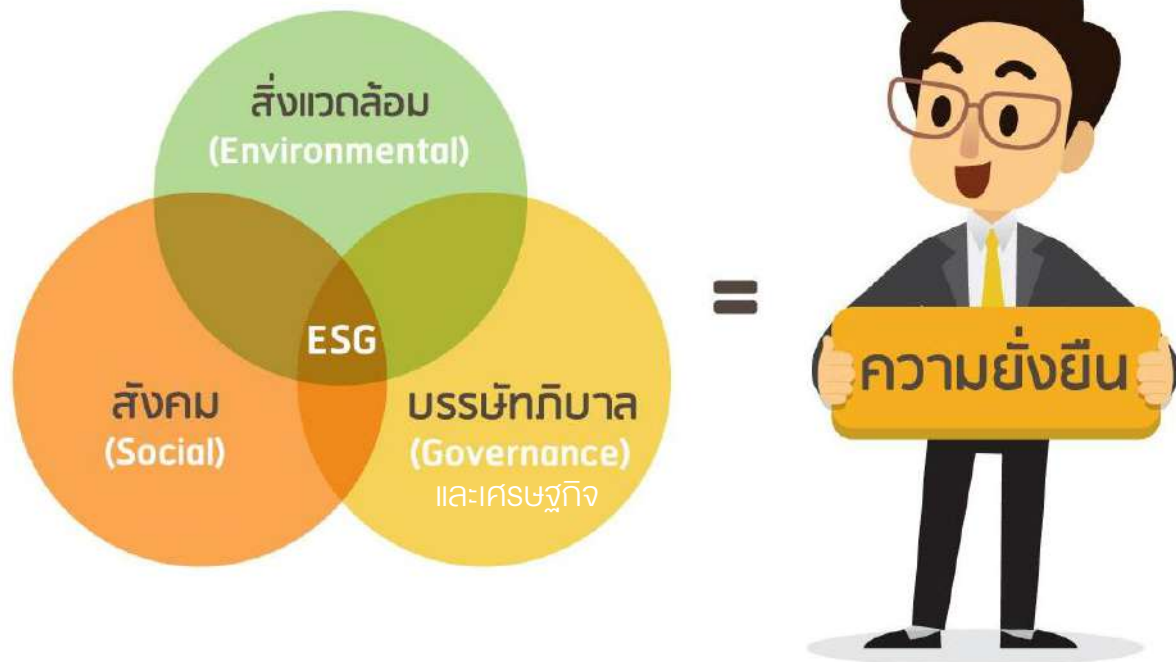 สิ่งแวดล้อม
(Environmental)
ESG
สังคม
(Social)
บรรษัทภิบาล
(Governance)
และเศรษฐกิจ
=
ความยั่งยืน